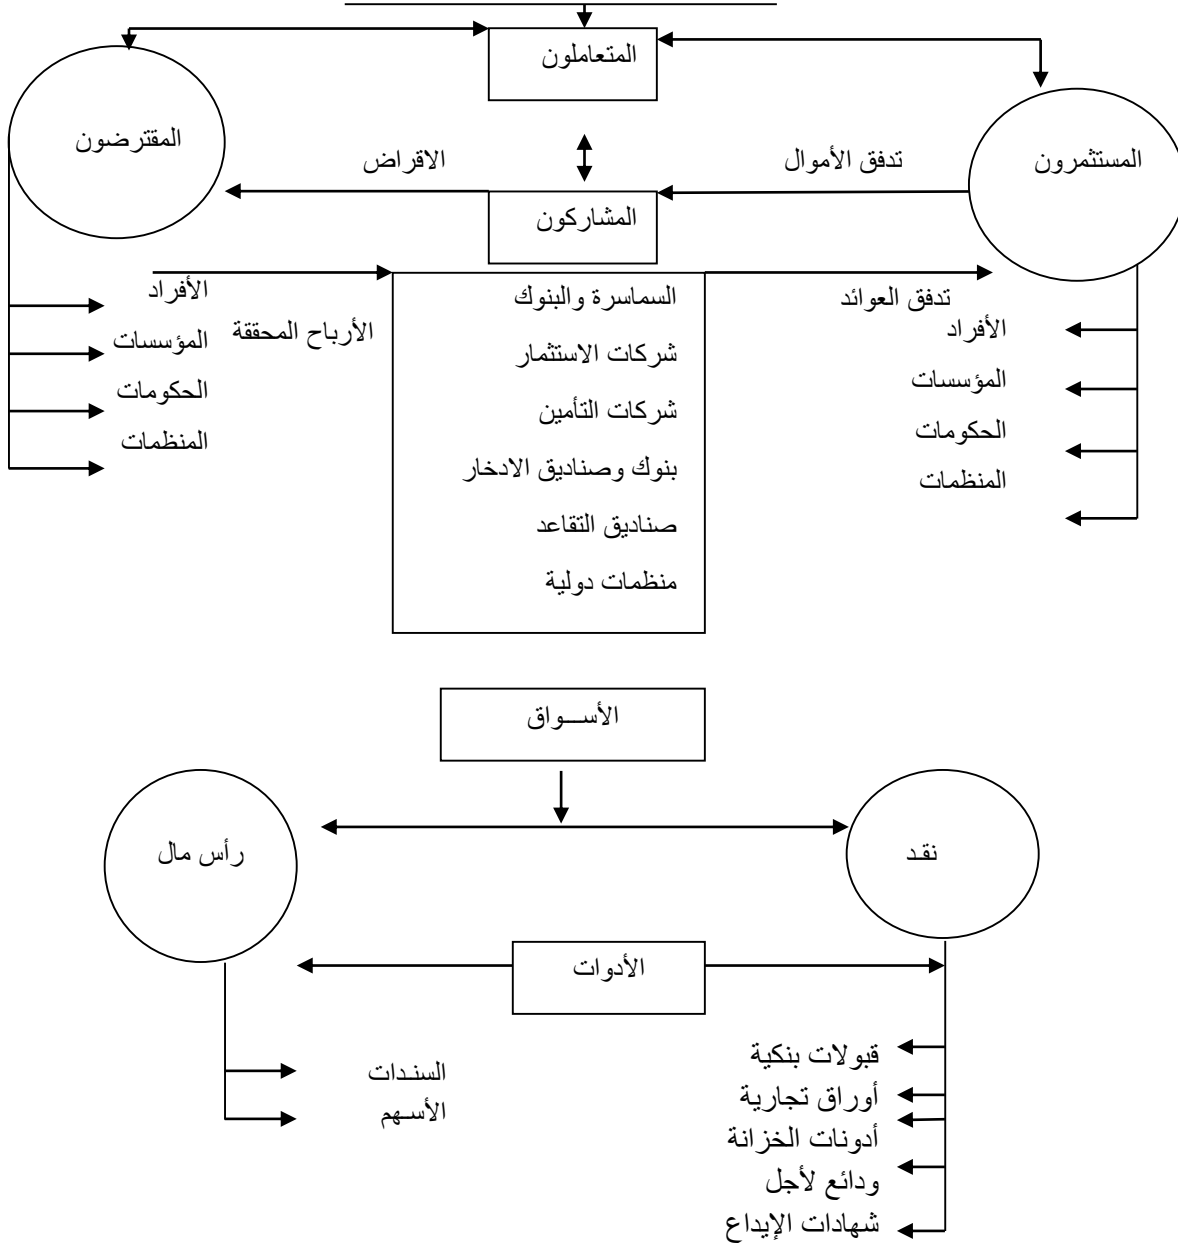 المتعاملون
المقترضون
المستثمرون
الاقراض
تدفق الأموال
المشاركون
الأفراد
المؤسسات
الحكومات
المنظمات
الأرباح المحققة
السماسرة والبنوك
شركات الاستثمار
شركات التأمين
بنوك وصناديق الادخار
صناديق التقاعد
منظمات دولية
تدفق العوائد
الأفراد
المؤسسات
الحكومات
المنظمات
الأســـواق
رأس مال
نقد
الأدوات
السندات
الأسهم
قبولات بنكية
أوراق تجارية
أدونات الخزانة
ودائع لأجل
شهادات الإيداع